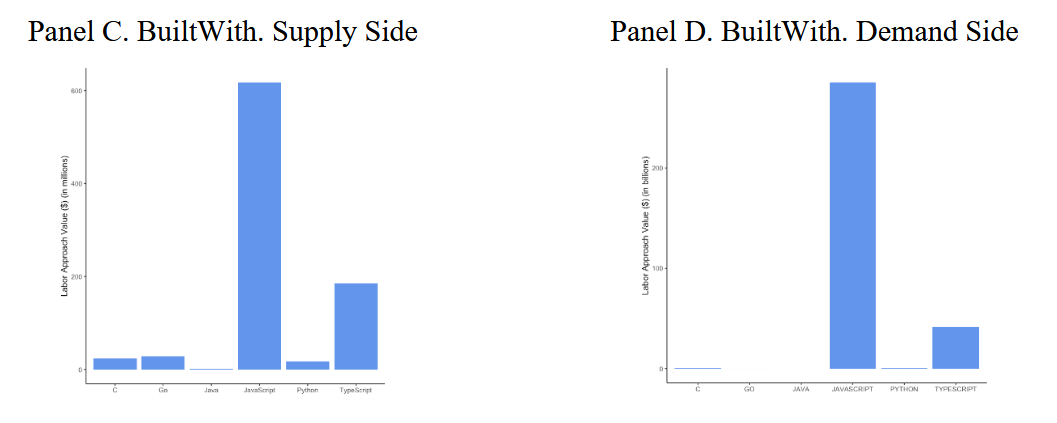 Panel C. BuiltWith. Supply Side
Labor Approach Value ($) (in millions)
600
400
200
0
C Go Java JavaScript Python TypeScript
Panel D. BuiltWith. Demand Side
Labor Approach Value ($) (in billions)
200
100
0
C GO JAVA JAVASCRIPT PYTHON TYPESCRIPT